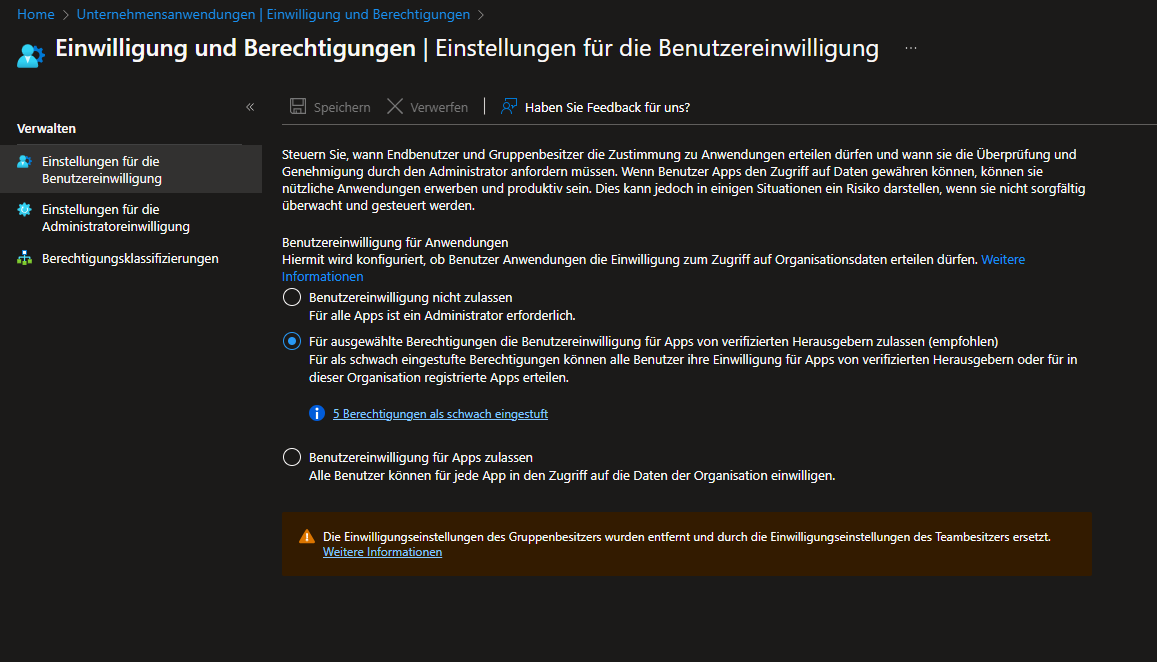 Home > Unternehmensanwendungen | Einwilligung und Berechtigungen >
Einwilligung und Berechtigungen | Einstellungen für die Benutzereinwilligung ...
«
Speichern
Verwerfen
Haben Sie Feedback für uns?
Verwalten
Einstellungen für die
Benutzereinwilligung
Einstellungen für die
Administratoreinwilligung
Berechtigungsklassifizierungen
Steuern Sie, wann Endbenutzer und Gruppenbesitzer die Zustimmung zu Anwendungen erteilen dürfen und wann sie die Überprüfung und
Genehmigung durch den Administrator anfordern müssen. Wenn Benutzer Apps den Zugriff auf Daten gewähren können, können sie
nützliche Anwendungen erwerben und produktiv sein. Dies kann jedoch in einigen Situationen ein Risiko darstellen, wenn sie nicht sorgfältig
überwacht und gesteuert werden.
Benutzereinwilligung für Anwendungen
Hiermit wird konfiguriert, ob Benutzer Anwendungen die Einwilligung zum Zugriff auf Organisationsdaten erteilen dürfen. Weitere
Informationen
Benutzereinwilligung nicht zulassen
Für alle Apps ist ein Administrator erforderlich.
Für ausgewählte Berechtigungen die Benutzereinwilligung für Apps von verifizierten Herausgebern zulassen (empfohlen)
Für als schwach eingestufte Berechtigungen können alle Benutzer ihre Einwilligung für Apps von verifizierten Herausgebern oder für in
dieser Organisation registrierte Apps erteilen.
5 Berechtigungen als schwach eingestuft
Benutzereinwilligung für Apps zulassen
Alle Benutzer können für jede App in den Zugriff auf die Daten der Organisation einwilligen.
Die Einwilligungseinstellungen des Gruppenbesitzers wurden entfernt und durch die Einwilligungseinstellungen des Teambesitzers ersetzt.
Weitere Informationen